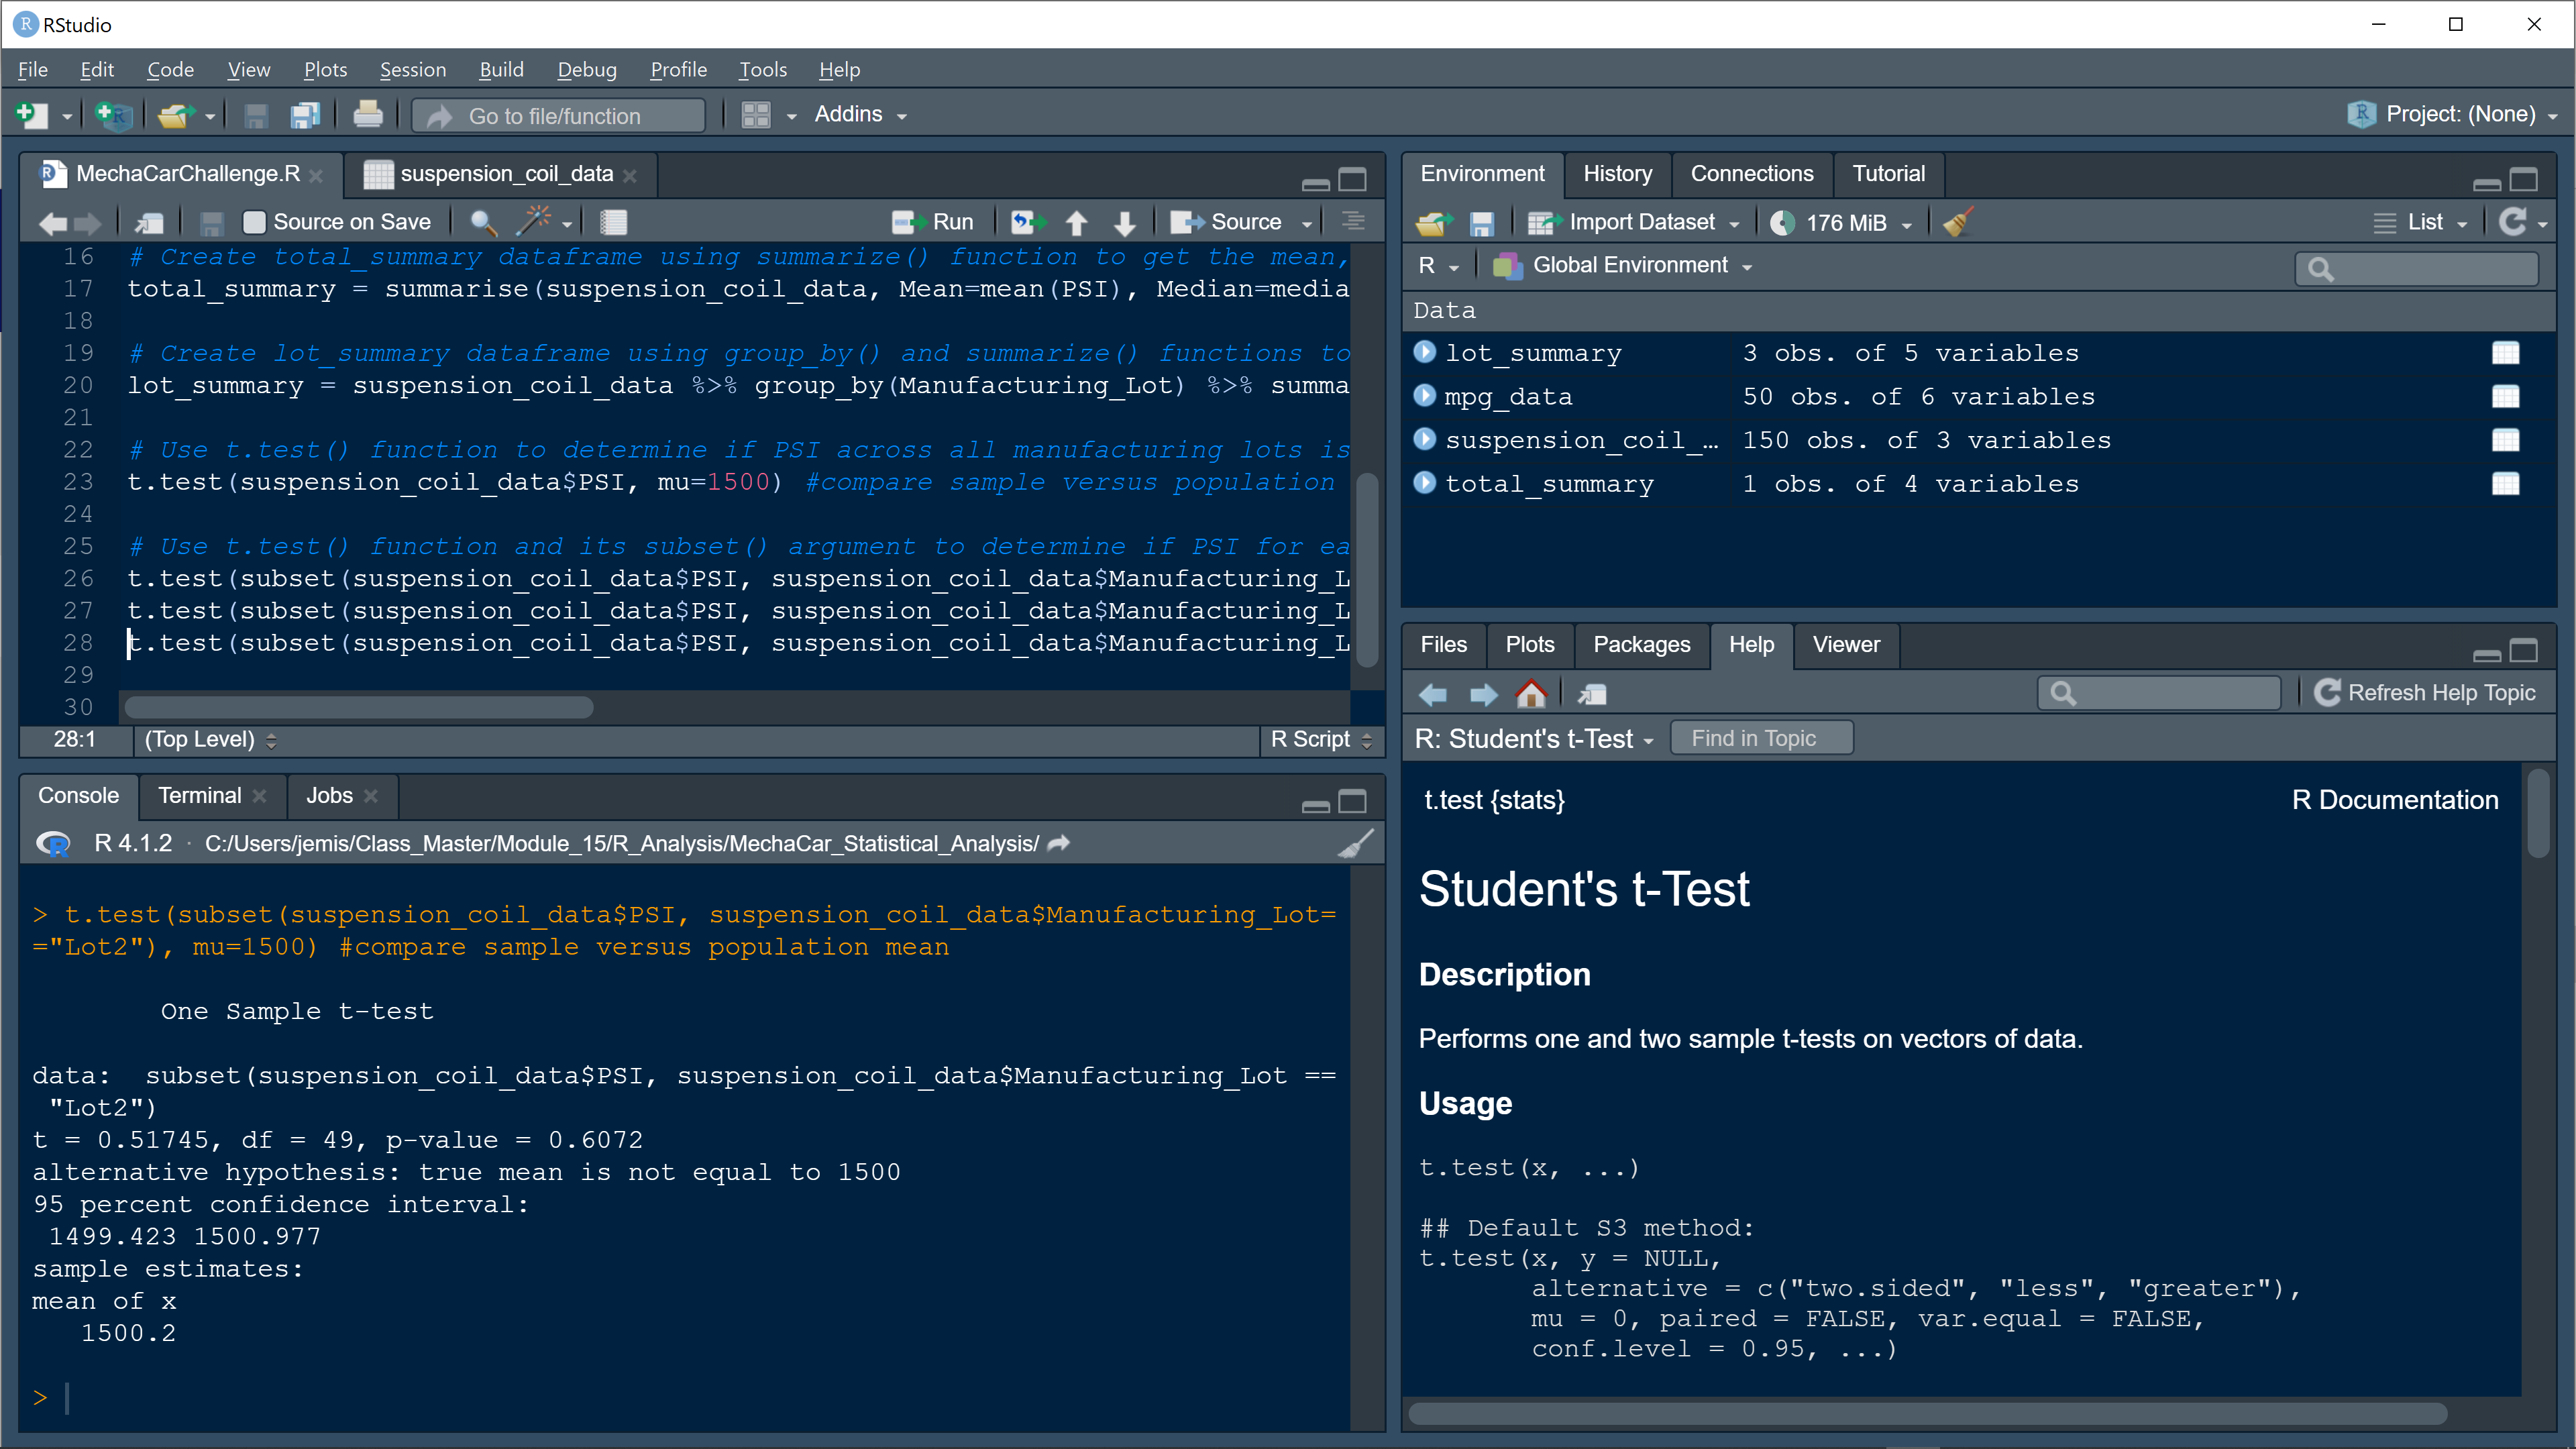 RStudio
File Edit Code View Plots Session Build Debug Profile Tools Help
Go to file/function Addins Project: (None)
MechaCarChallenge.R suspension_coil_data
Source on Save Run Source
16 # Create total_summary dataframe using summarize() function to get the mean,
17 total_summary = summarise(suspension_coil_data, Mean=mean(PSI), Median=media
18
19 # Create lot_summary dataframe using group_by() and summarize() functions to
20 lot_summary = suspension_coil_data %>% group_by(Manufacturing_Lot) %>% summa
21
22 # Use t.test() function to determine if PSI across all manufacturing lots is
23 t.test(suspension_coil_data$PSI, mu=1500) #compare sample versus population
24
25 # Use t.test() function and its subset() argument to determine if PSI for ea
26 t.test(subset(suspension_coil_data$PSI, suspension_coil_data$Manufacturing_L
27 t.test(subset(suspension_coil_data$PSI, suspension_coil_data$Manufacturing_L
28 t.test(subset(suspension_coil_data$PSI, suspension_coil_data$Manufacturing_L
29
30
28:1 (Top Level) R Script
Console Terminal Jobs
R 4.1.2 · C:/Users/jemis/Class_Master/Module_15/R_Analysis/MechaCar_Statistical_Analysis/
> t.test(subset(suspension_coil_data$PSI, suspension_coil_data$Manufacturing_Lot=
="Lot2"), mu=1500) #compare sample versus population mean
One Sample t-test
data: subset(suspension_coil_data$PSI, suspension_coil_data$Manufacturing_Lot ==
"Lot2")
t = 0.51745, df = 49, p-value = 0.6072
alternative hypothesis: true mean is not equal to 1500
95 percent confidence interval:
1499.423 1500.977
sample estimates:
mean of x
1500.2
>
Environment History Connections Tutorial
Import Dataset 176 MiB List
R Global Environment
Data
lot_summary 3 obs. of 5 variables
mpg_data 50 obs. of 6 variables
suspension_coil_… 150 obs. of 3 variables
total_summary 1 obs. of 4 variables
Files Plots Packages Help Viewer
Refresh Help Topic
R: Student's t-Test Find in Topic
t.test {stats} R Documentation
Student's t-Test
Description
Performs one and two sample t-tests on vectors of data.
Usage
t.test(x, ...)
## Default S3 method:
t.test(x, y = NULL,
alternative = c("two.sided", "less", "greater"),
mu = 0, paired = FALSE, var.equal = FALSE,
conf.level = 0.95, ...)